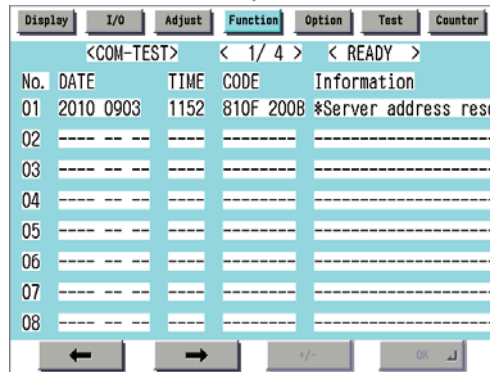 Display I/O Adjust Function Option Test Counter
<COM-TEST> < 1/ 4 > < READY >
No. DATE TIME CODE Information
01 2010 0903 1152 810F 200B *Server address reso
02 ---- -- -- ---- -------- ---------------
03 ---- -- -- ---- -------- ---------------
04 ---- -- -- ---- -------- ---------------
05 ---- -- -- ---- -------- ---------------
06 ---- -- -- ---- -------- ---------------
07 ---- -- -- ---- -------- ---------------
08 ---- -- -- ---- -------- ---------------
← → +/- OK